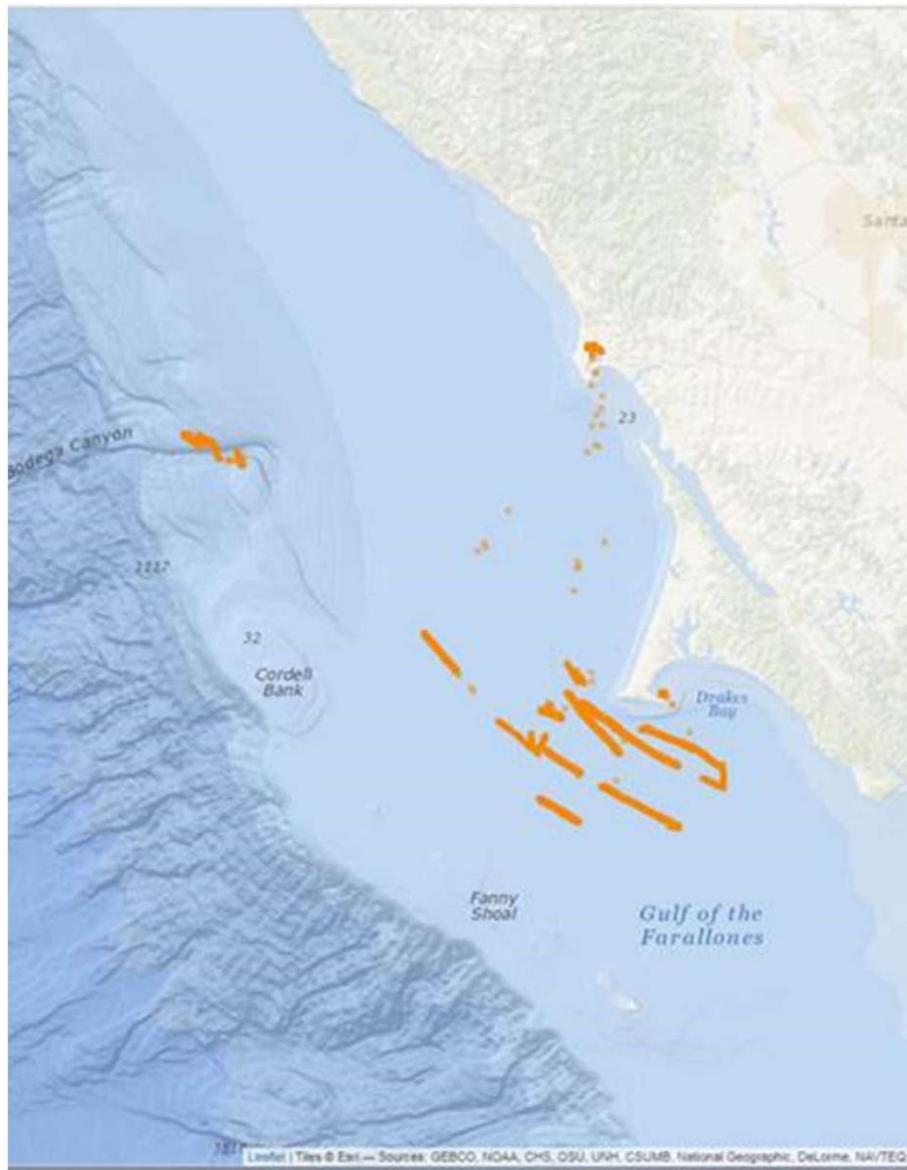 Santa
23
Bodega Canyon
1112
32
Cordell
Bank
Drakes
Bay
Fanny
Shoal
Gulf of the
Farallones
Leaflet | Tiles © Esri — Sources: GEBCO, NOAA, CHS, OSU, UNH, CSUMB, National Geographic, DeLorme, NAVTEQ